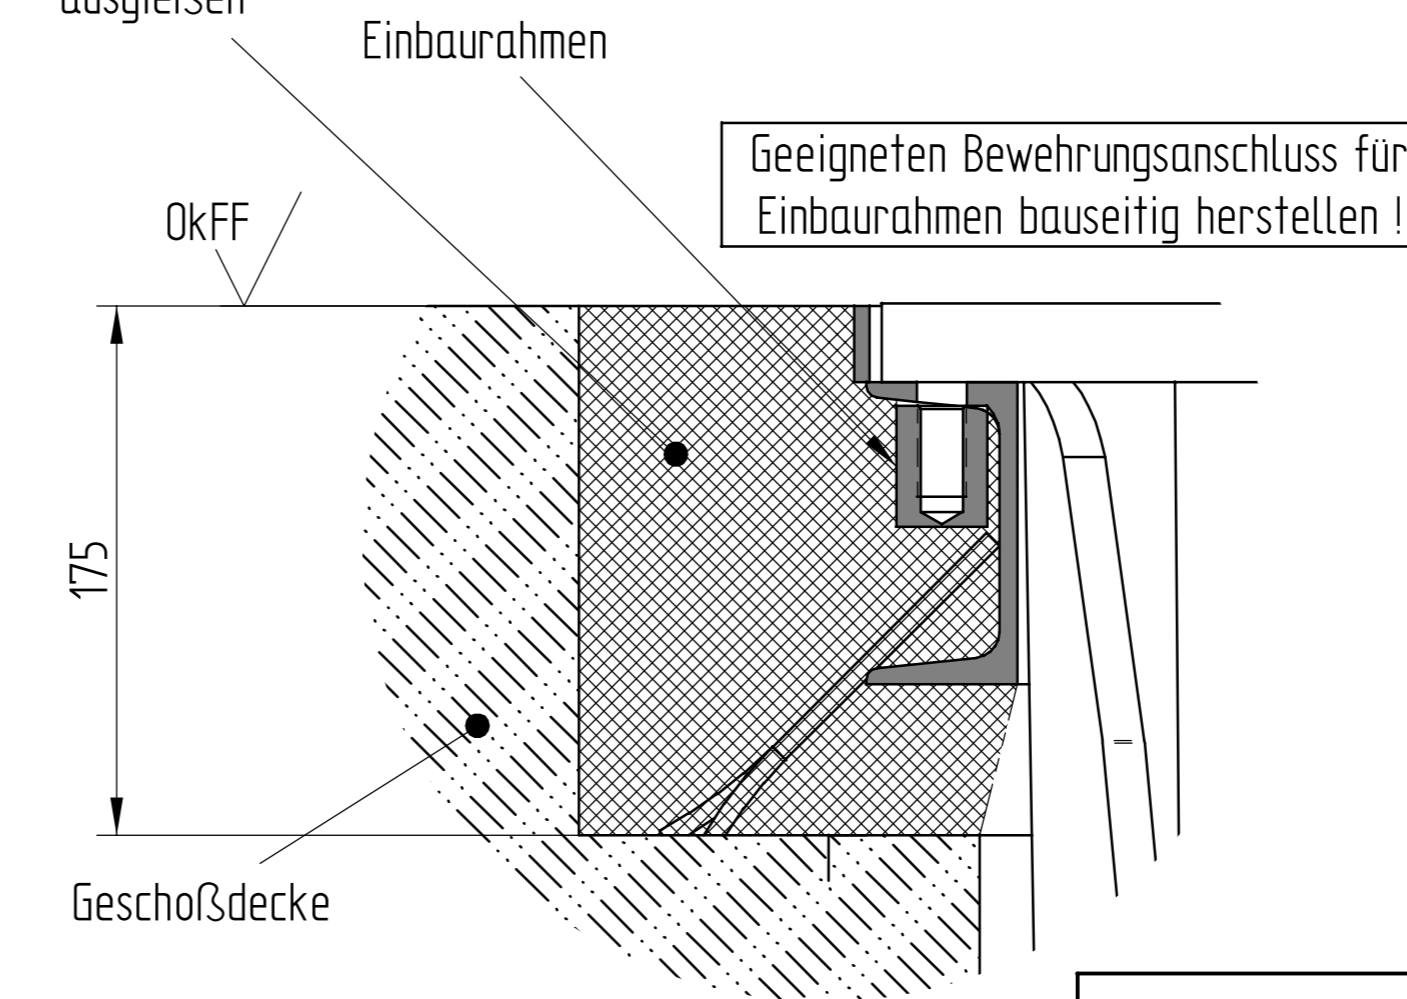 Einbaurahmen
Geeigneten Bewehrungsanschluss für
Einbaurahmen bauseitig herstellen !
OkFF
175
Geschoßdecke